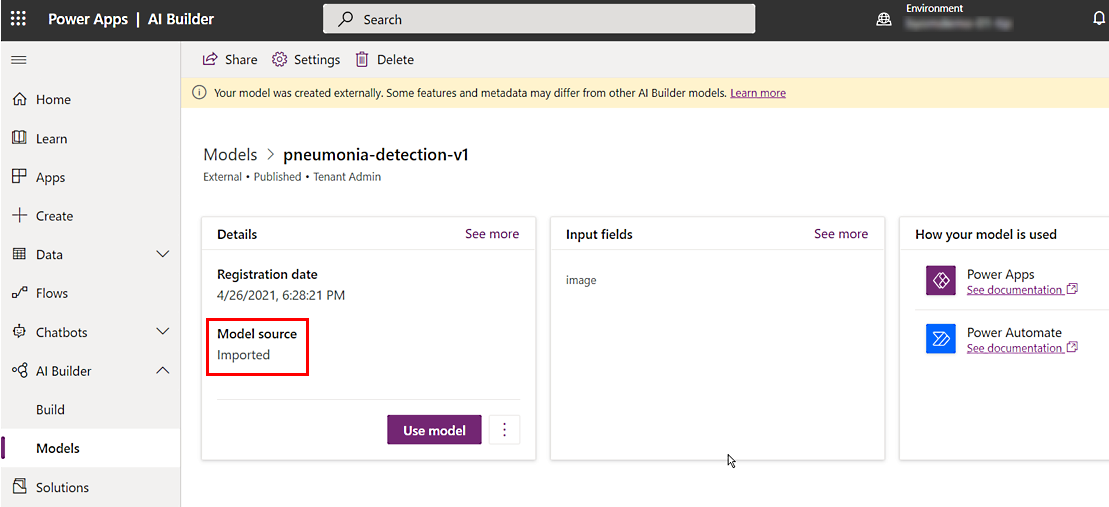 Power Apps | AI Builder
Search
Environment
Home
Learn
Apps
Create
Data
Flows
Chatbots
AI Builder
Build
Models
Solutions
Share
Settings
Delete
Your model was created externally. Some features and metadata may differ from other AI Builder models. Learn more
Models > pneumonia-detection-v1
External • Published • Tenant Admin
Details
See more
Registration date
4/26/2021, 6:28:21 PM
Model source
Imported
Use model
Input fields
See more
image
How your model is used
Power Apps
See documentation
Power Automate
See documentation